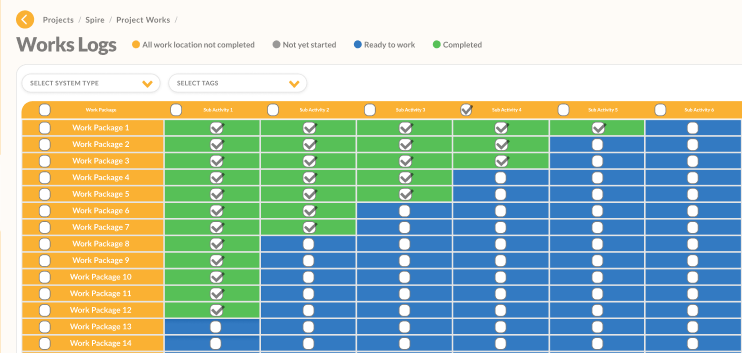 Projects / Spire / Project Works /
Works Logs
All work location not completed Not yet started Ready to work Completed
SELECT SYSTEM TYPE SELECT TAGS
Work Package Sub Activity 1 Sub Activity 2 Sub Activity 3 Sub Activity 4 Sub Activity 5 Sub Activity 6
Work Package 1
Work Package 2
Work Package 3
Work Package 4
Work Package 5
Work Package 6
Work Package 7
Work Package 8
Work Package 9
Work Package 10
Work Package 11
Work Package 12
Work Package 13
Work Package 14